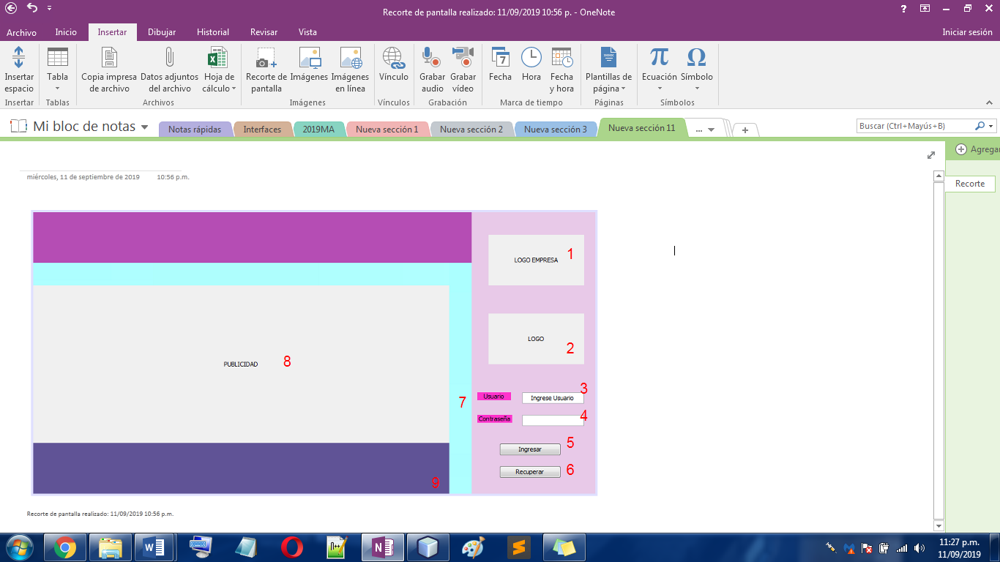 Recorte de pantalla realizado: 11/09/2019 10:56 p. - OneNote
Archivo Inicio Insertar Dibujar Historial Revisar Vista Iniciar sesión
Insertar espacio
Tabla
Copia impresa de archivo
Datos adjuntos del archivo
Hoja de cálculo
Recorte de pantalla
Imágenes
Imágenes en línea
Vínculo
Grabar audio
Grabar vídeo
7
Fecha
Hora
Fecha y hora
Plantillas de página
π
Ecuación
Ω
Símbolo
Insertar Tablas Archivos Imágenes Vínculos Grabación Marca de tiempo Páginas Símbolos
Mi bloc de notas Notas rápidas Interfaces 2019MA Nueva sección 1 Nueva sección 2 Nueva sección 3 Nueva sección 11 ... Buscar (Ctrl+Mayús+B)
Agregar
Recorte
miércoles, 11 de septiembre de 2019 10:56 p.m.
LOGO EMPRESA 1
LOGO 2
PUBLICIDAD 8
7
Usuario Ingrese Usuario 3
Contraseña 4
Ingresar 5
Recuperar 6
9
Recorte de pantalla realizado: 11/09/2019 10:56 p.m.
11:27 p.m.
11/09/2019